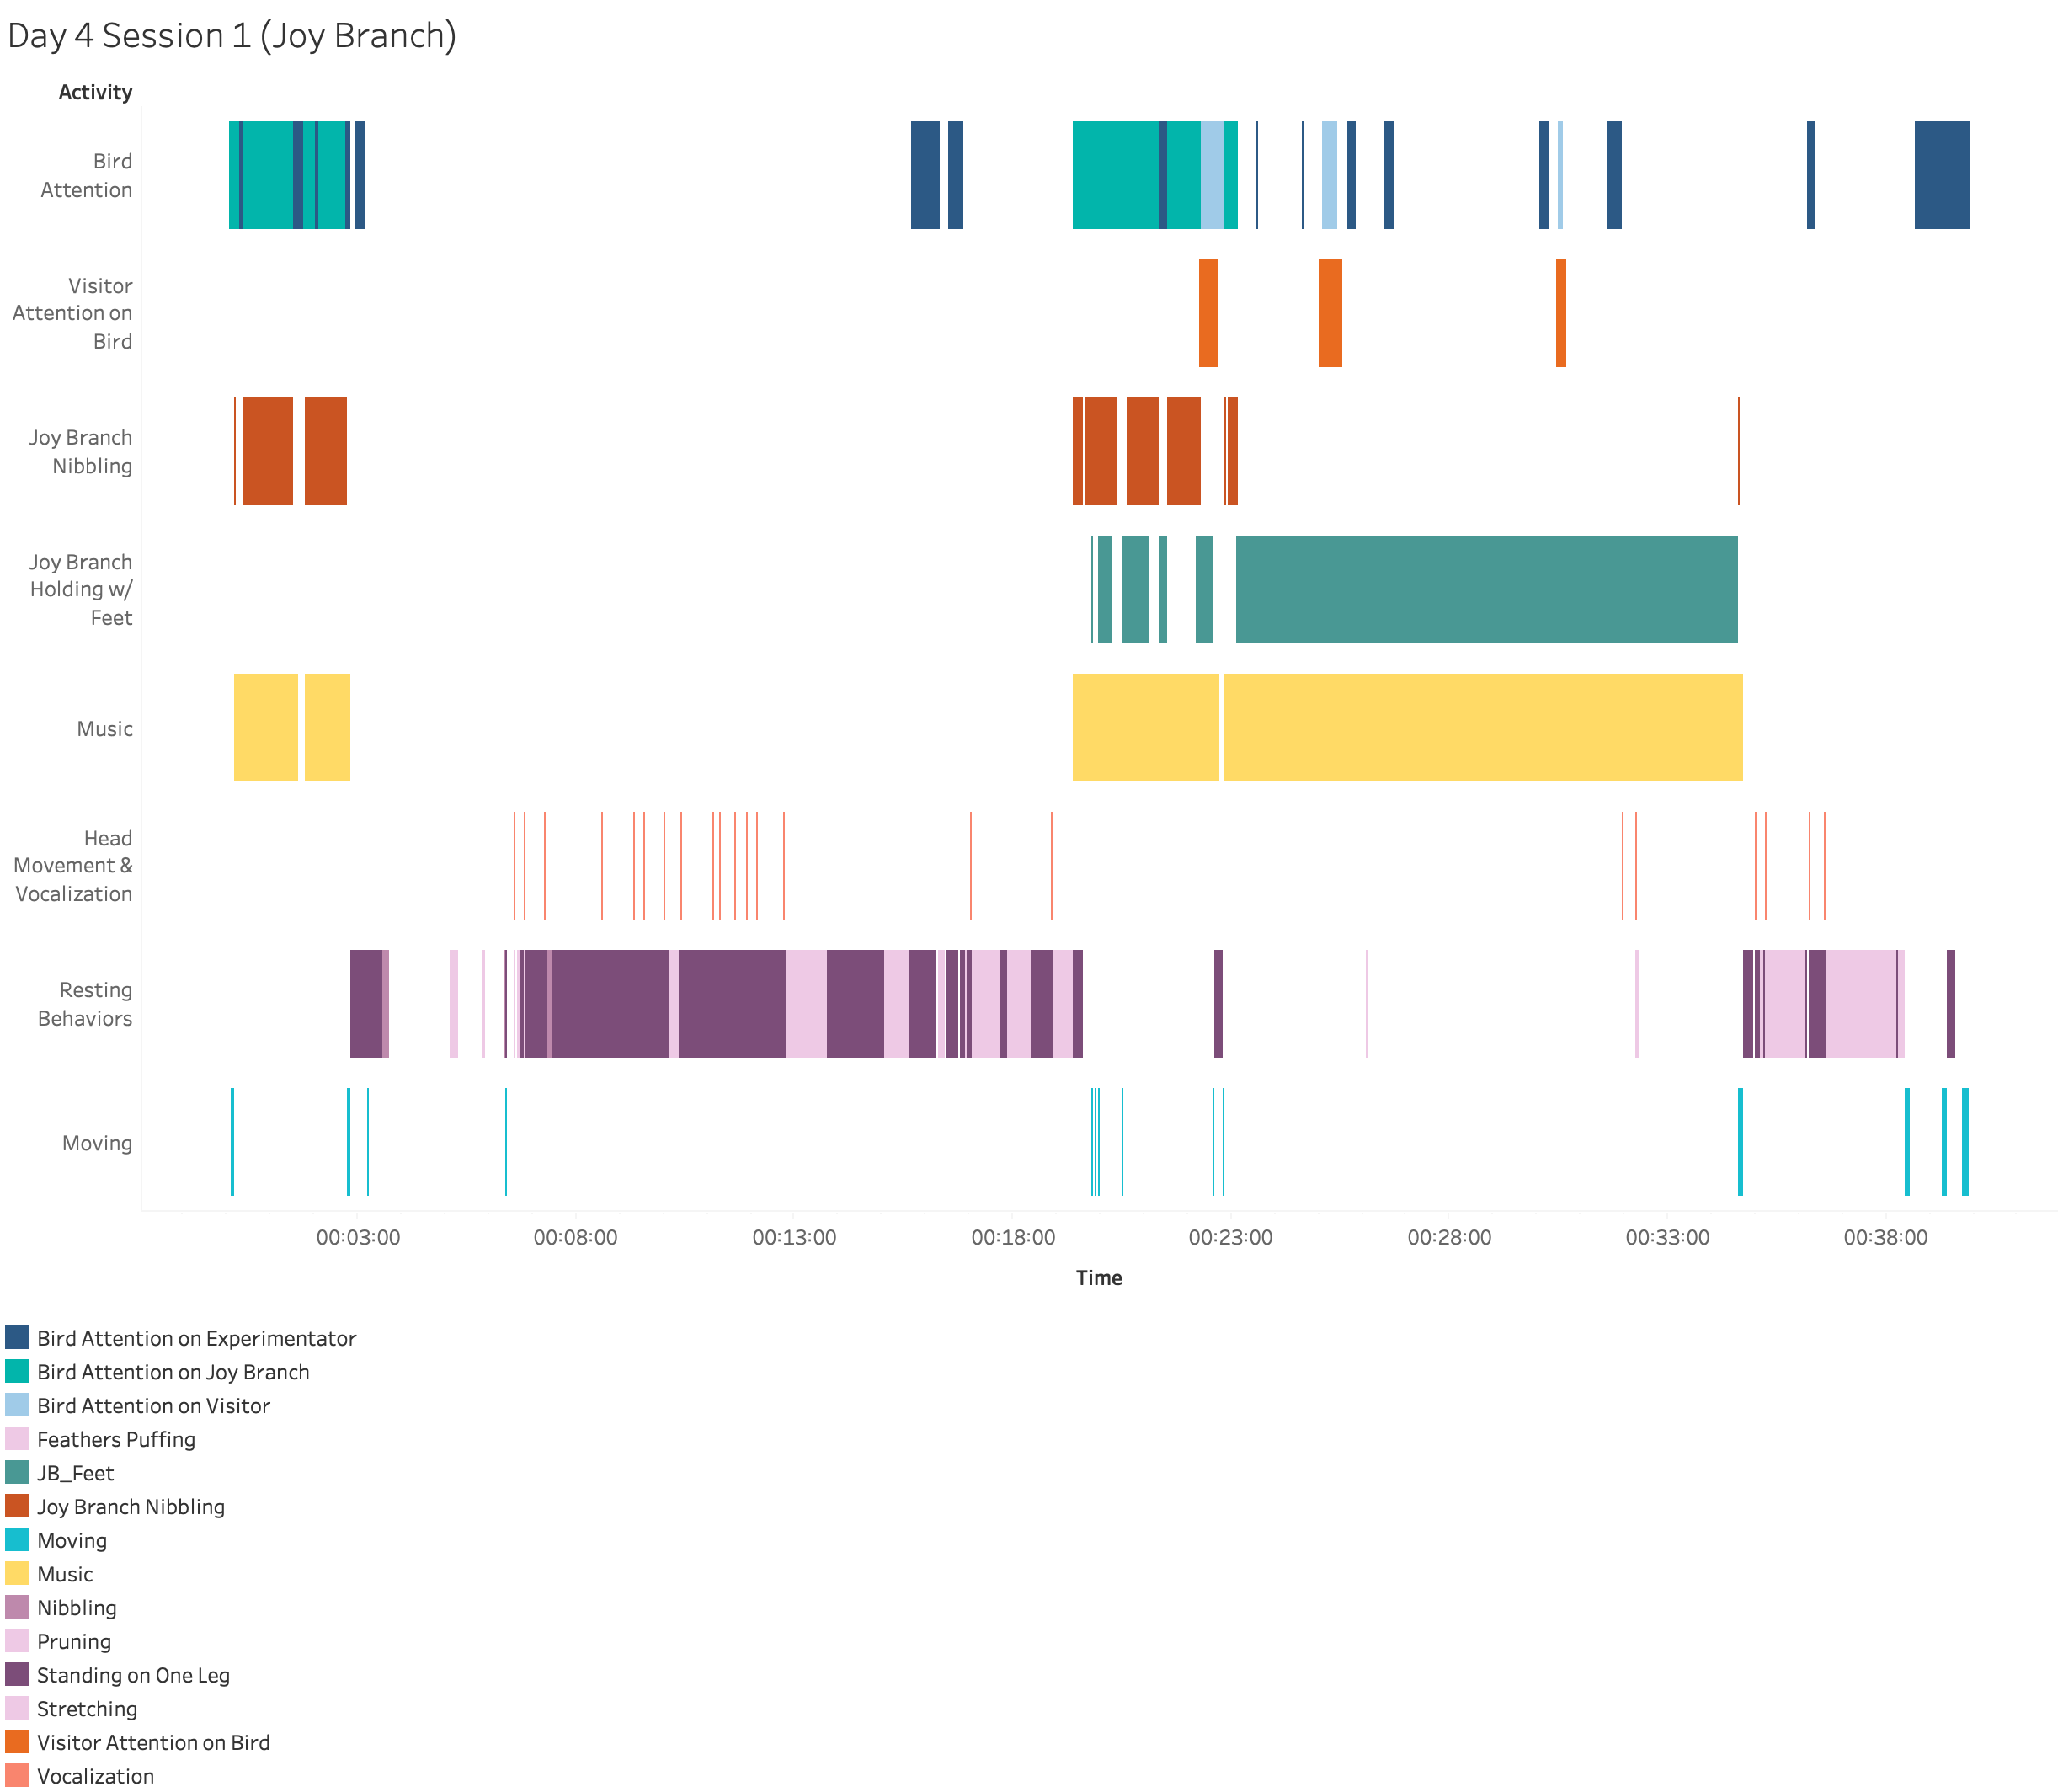 Day 4 Session 1 (Joy Branch)
Activity
Bird
Attention
Visitor
Attention on
Bird
Joy Branch
Nibbling
Joy Branch
Holding w/
Feet
Music
Head
Movement &
Vocalization
Resting
Behaviors
Moving
00:03:00 00:08:00 00:13:00 00:18:00 00:23:00 00:28:00 00:33:00 00:38:00
Time
Bird Attention on Experimentator
Bird Attention on Joy Branch
Bird Attention on Visitor
Feathers Puffing
JB_Feet
Joy Branch Nibbling
Moving
Music
Nibbling
Pruning
Standing on One Leg
Stretching
Visitor Attention on Bird
Vocalization